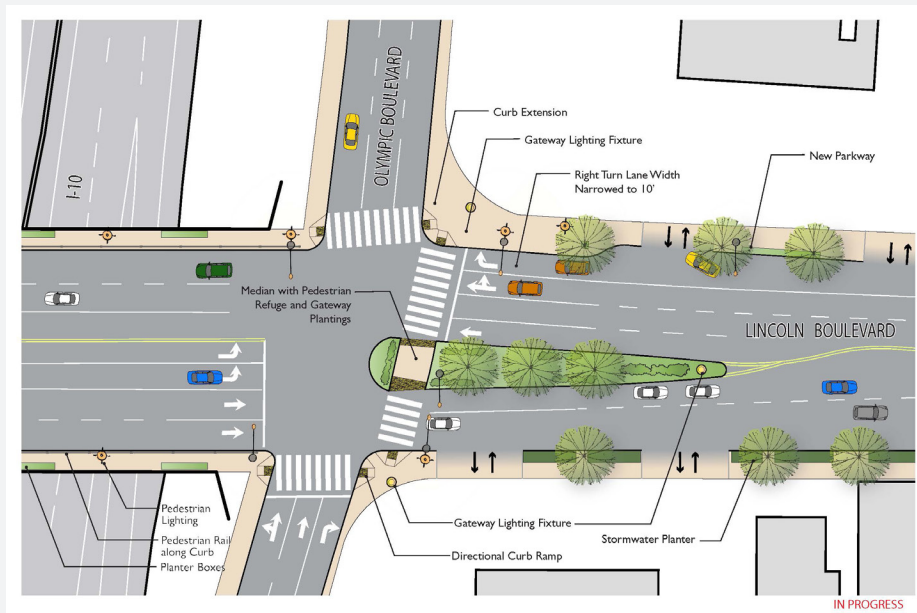 I-10
OLYMPIC BOULEVARD
Curb Extension
Gateway Lighting Fixture
Right Turn Lane Width
Narrowed to 10'
New Parkway
Median with Pedestrian
Refuge and Gateway
Plantings
LINCOLN BOULEVARD
Pedestrian
Lighting
Pedestrian Rail
along Curb
Planter Boxes
Gateway Lighting Fixture
Directional Curb Ramp
Stormwater Planter
IN PROGRESS